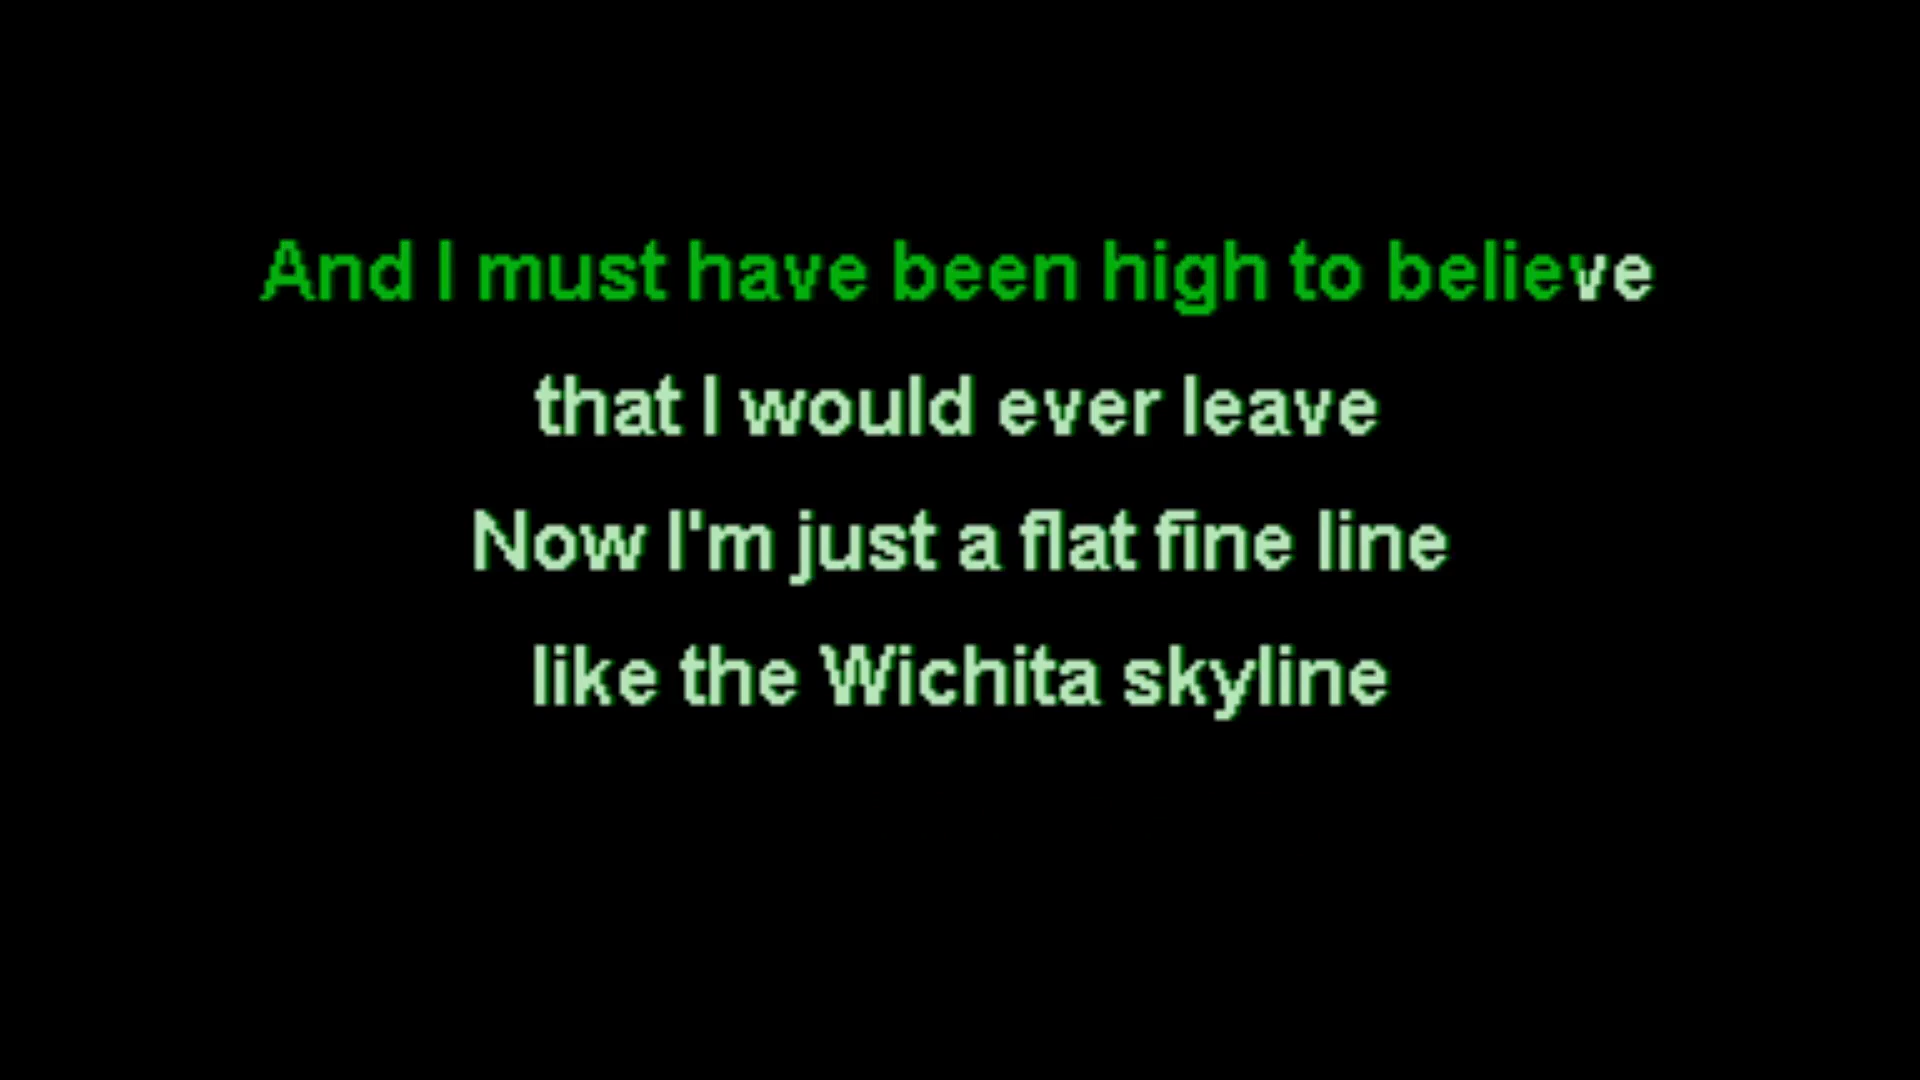 And I must have been high to believe
that I would ever leave
Now I'm just a flat fine line
like the Wichita skyline